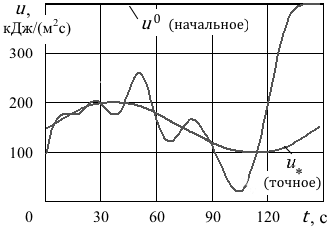 u,
кДж/(м²с)
u⁰ (начальное)
300
200
100
u*
(точное)
0 30 60 90 120 t, с